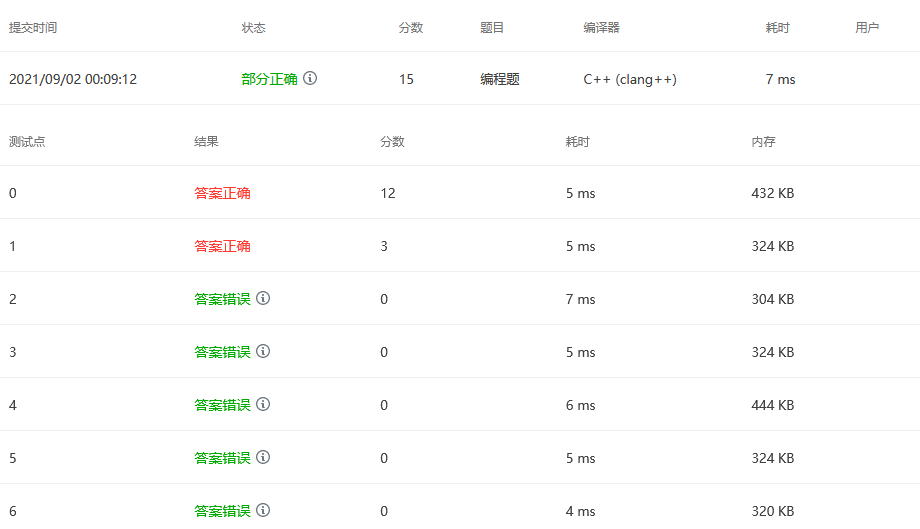 提交时间 状态 分数 题目 编译器 耗时 用户
2021/09/02 00:09:12 部分正确 15 编程题 C++ (clang++) 7 ms
测试点 结果 分数 耗时 内存
0 答案正确 12 5 ms 432 KB
1 答案正确 3 5 ms 324 KB
2 答案错误 0 7 ms 304 KB
3 答案错误 0 5 ms 324 KB
4 答案错误 0 6 ms 444 KB
5 答案错误 0 5 ms 324 KB
6 答案错误 0 4 ms 320 KB